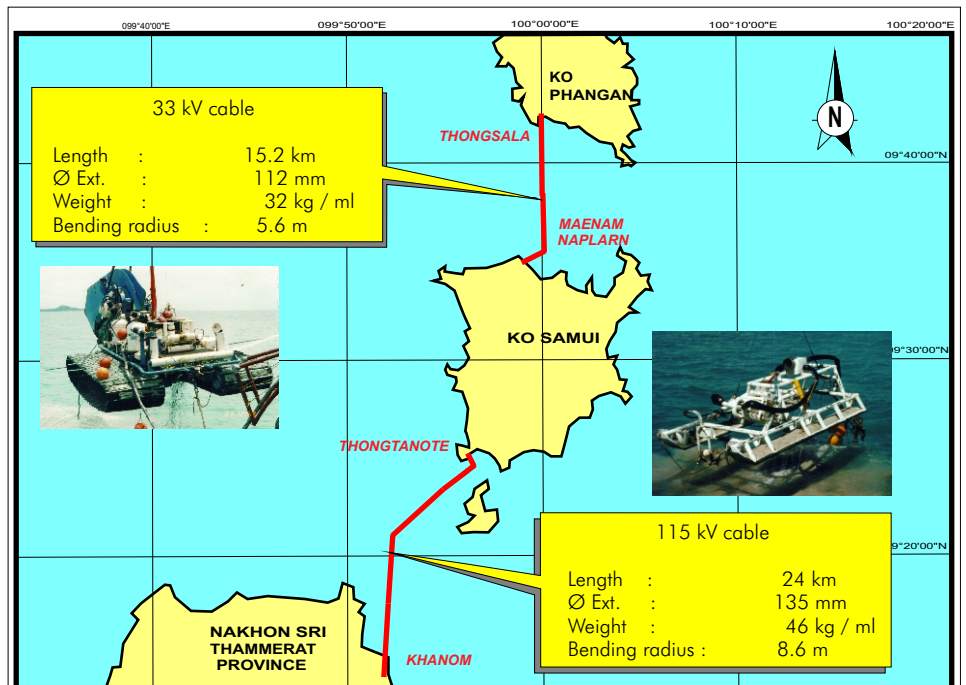 099°40'00"E 099°50'00"E 100°00'00"E 100°10'00"E 100°20'00"E
KO
PHANGAN
33 kV cable
Length : 15.2 km
Ø Ext. : 112 mm
Weight : 32 kg / ml
Bending radius : 5.6 m
N
THONGSALA
09°40'00"N
MAENAM
NAPLARN
KO SAMUI
09°30'00"N
THONGTANOTE
115 kV cable
Length : 24 km
Ø Ext. : 135 mm
Weight : 46 kg / ml
Bending radius : 8.6 m
9°20'00"N
NAKHON SRI
THAMMERAT
PROVINCE
KHANOM